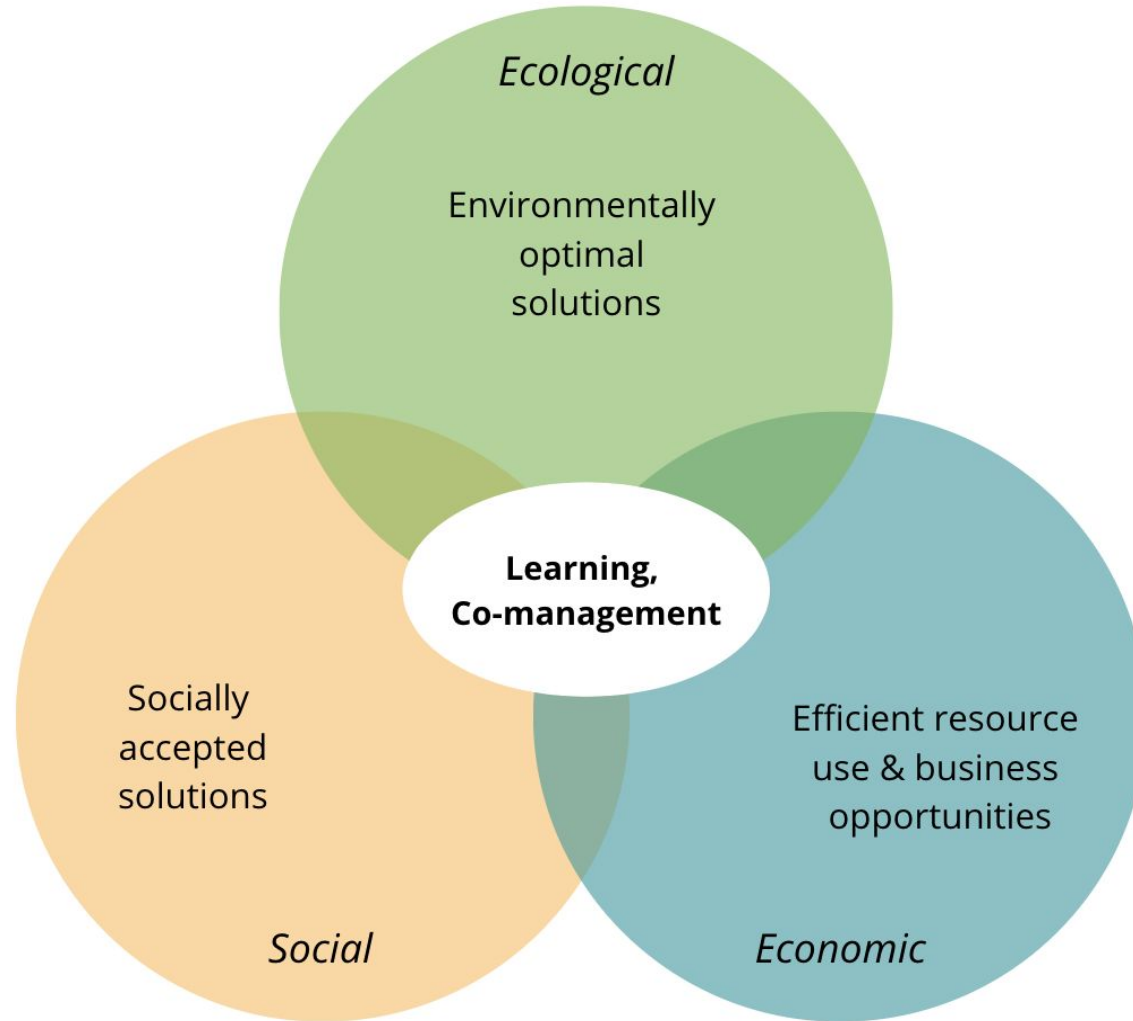 Ecological
Environmentally
optimal
solutions
Learning,
Co-management
Socially
accepted
solutions
Social
Efficient resource
use & business
opportunities
Economic